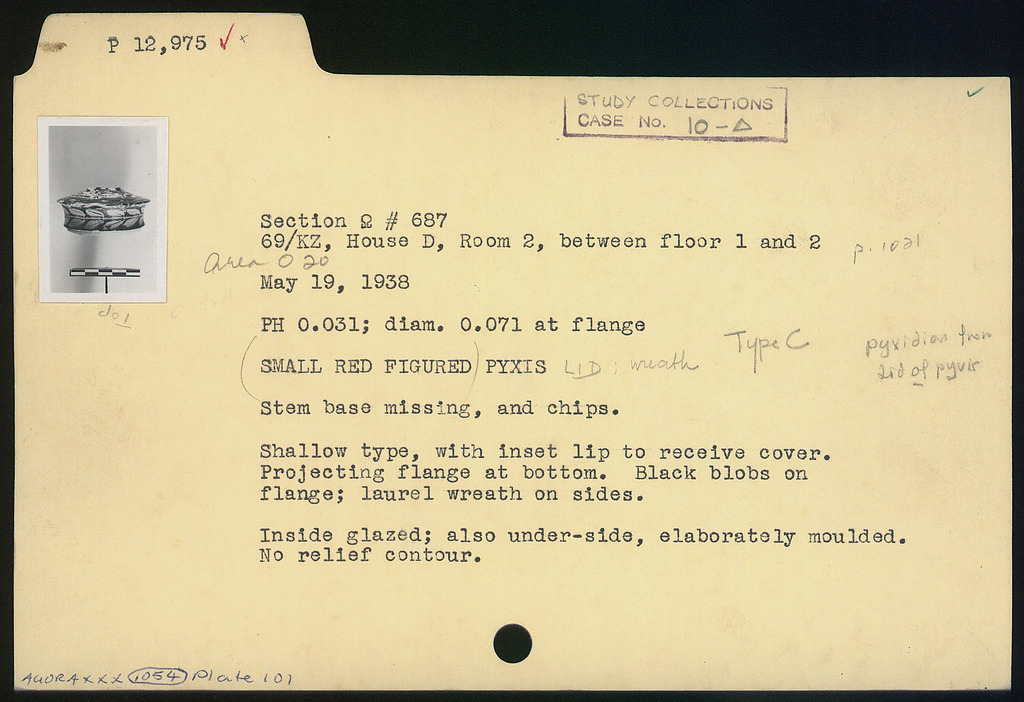 P 12,975 ✓ x
STUDY COLLECTIONS
CASE No. 10-Δ
Section Ω # 687
69/KZ, House D, Room 2, between floor 1 and 2 p. 1021
area O 20
May 19, 1938
PH 0.031; diam. 0.071 at flange
Type C
pyxidion from
Lid of pyxis
(SMALL RED FIGURED) PYXIS LID; wreath
Stem base missing, and chips.
Shallow type, with inset lip to receive cover.
Projecting flange at bottom. Black blobs on
flange; laurel wreath on sides.
Inside glazed; also under-side, elaborately moulded.
No relief contour.
AGORA XXX 1054 Plate 101